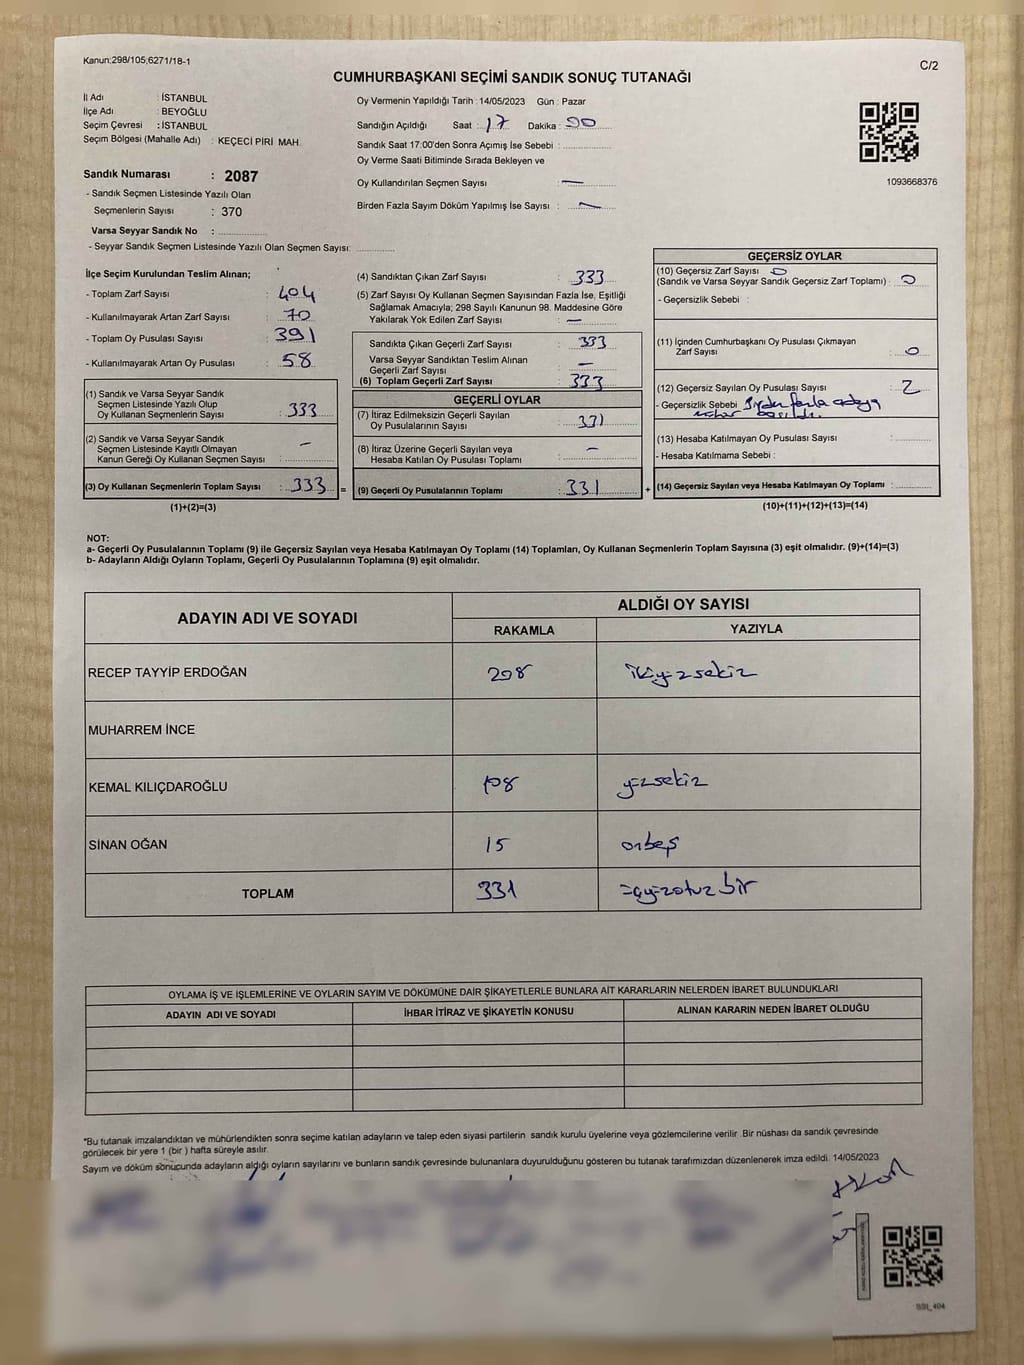 Kanun:298/105,6271/18-1
C/2
CUMHURBAŞKANI SEÇİMİ SANDIK SONUÇ TUTANAĞI
İl Adı : İSTANBUL
İlçe Adı : BEYOĞLU
Seçim Çevresi : İSTANBUL
Seçim Bölgesi (Mahalle Adı) : KEÇECİ PİRİ MAH.
Sandık Numarası : 2087
- Sandık Seçmen Listesinde Yazılı Olan
Seçmenlerin Sayısı : 370
Varsa Seyyar Sandık No :
- Seyyar Sandık Seçmen Listesinde Yazılı Olan Seçmen Sayısı:
Oy Vermenin Yapıldığı Tarih : 14/05/2023 Gün : Pazar
Sandığın Açıldığı Saat : 17 Dakika : 00
Sandık Saat 17:00'den Sonra Açımış İse Sebebi :
Oy Verme Saati Bitiminde Sırada Bekleyen ve
Oy Kullandırılan Seçmen Sayısı : —
Birden Fazla Sayım Döküm Yapılmış İse Sayısı : —
1093668376
İlçe Seçim Kurulundan Teslim Alınan;
- Toplam Zarf Sayısı : 404
- Kullanılmayarak Artan Zarf Sayısı : 70
- Toplam Oy Pusulası Sayısı : 391
- Kullanılmayarak Artan Oy Pusulası : 58
(1) Sandık ve Varsa Seyyar Sandık
Seçmen Listesinde Yazılı Olup
Oy Kullanan Seçmenlerin Sayısı : 333
(2) Sandık ve Varsa Seyyar Sandık
Seçmen Listesinde Kayıtlı Olmayan
Kanun Gereği Oy Kullanan Seçmen Sayısı : —
(3) Oy Kullanan Seçmenlerin Toplam Sayısı : 333 =
(1)+(2)=(3)
(4) Sandıktan Çıkan Zarf Sayısı : 333
(5) Zarf Sayısı Oy Kullanan Seçmen Sayısından Fazla İse, Eşitliği
Sağlamak Amacıyla; 298 Sayılı Kanunun 98. Maddesine Göre
Yakılarak Yok Edilen Zarf Sayısı : —
Sandıkta Çıkan Geçerli Zarf Sayısı : 333
Varsa Seyyar Sandıktan Teslim Alınan
Geçerli Zarf Sayısı : —
(6) Toplam Geçerli Zarf Sayısı : 333
GEÇERLİ OYLAR
(7) İtiraz Edilmeksizin Geçerli Sayılan
Oy Pusulalarının Sayısı : 331
(8) İtiraz Üzerine Geçerli Sayılan veya
Hesaba Katılan Oy Pusulası Toplamı : —
(9) Geçerli Oy Pusulalarının Toplamı : 331 +
GEÇERSİZ OYLAR
(10) Geçersiz Zarf Sayısı : 0
(Sandık ve Varsa Seyyar Sandık Geçersiz Zarf Toplamı) : 0
- Geçersizlik Sebebi :
(11) İçinden Cumhurbaşkanı Oy Pusulası Çıkmayan
Zarf Sayısı : 0
(12) Geçersiz Sayılan Oy Pusulası Sayısı : 2
- Geçersizlik Sebebi : 1'den fazla adaya
mühür basıldı.
(13) Hesaba Katılmayan Oy Pusulası Sayısı :
- Hesaba Katılmama Sebebi :
(14) Geçersiz Sayılan veya Hesaba Katılmayan Oy Toplamı :
(10)+(11)+(12)+(13)=(14)
NOT:
a- Geçerli Oy Pusulalarının Toplamı (9) ile Geçersiz Sayılan veya Hesaba Katılmayan Oy Toplamı (14) Toplamları, Oy Kullanan Seçmenlerin Toplam Sayısına (3) eşit olmalıdır. (9)+(14)=(3)
b- Adayların Aldığı Oyların Toplamı, Geçerli Oy Pusulalarının Toplamına (9) eşit olmalıdır.
ADAYIN ADI VE SOYADI
ALDIĞI OY SAYISI
RAKAMLA YAZIYLA
RECEP TAYYİP ERDOĞAN 208 ikiyüzsekiz
MUHARREM İNCE
KEMAL KILIÇDAROĞLU 108 yüzsekiz
SİNAN OĞAN 15 onbeş
TOPLAM 331 üçyüzotuz bir
OYLAMA İŞ VE İŞLEMLERİNE VE OYLARIN SAYIM VE DÖKÜMÜNE DAİR ŞİKAYETLERLE BUNLARA AİT KARARLARIN NELERDEN İBARET BULUNDUKLARI
ADAYIN ADI VE SOYADI İHBAR İTİRAZ VE ŞİKAYETİN KONUSU ALINAN KARARIN NEDEN İBARET OLDUĞU
*Bu tutanak imzalandıktan ve mühürlendikten sonra seçime katılan adayların ve talep eden siyasi partilerin sandık kurulu üyelerine veya gözlemcilerine verilir. Bir nüshası da sandık çevresinde
görülecek bir yere 1 (bir ) hafta süreyle asılır.
Sayım ve döküm sonucunda adayların aldığı oyların sayılarını ve bunların sandık çevresinde bulunanlara duyurulduğunu gösteren bu tutanak tarafımızdan düzenlenerek imza edildi. 14/05/2023